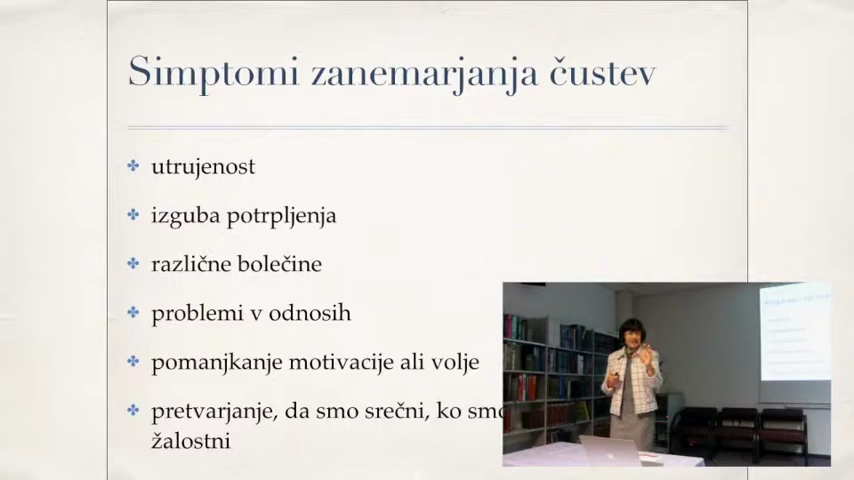 Simptomi zanemarjanja čustev
utrujenost
izguba potrpljenja
različne bolečine
problemi v odnosih
pomanjkanje motivacije ali volje
pretvarjanje, da smo srečni, ko smo
žalostni